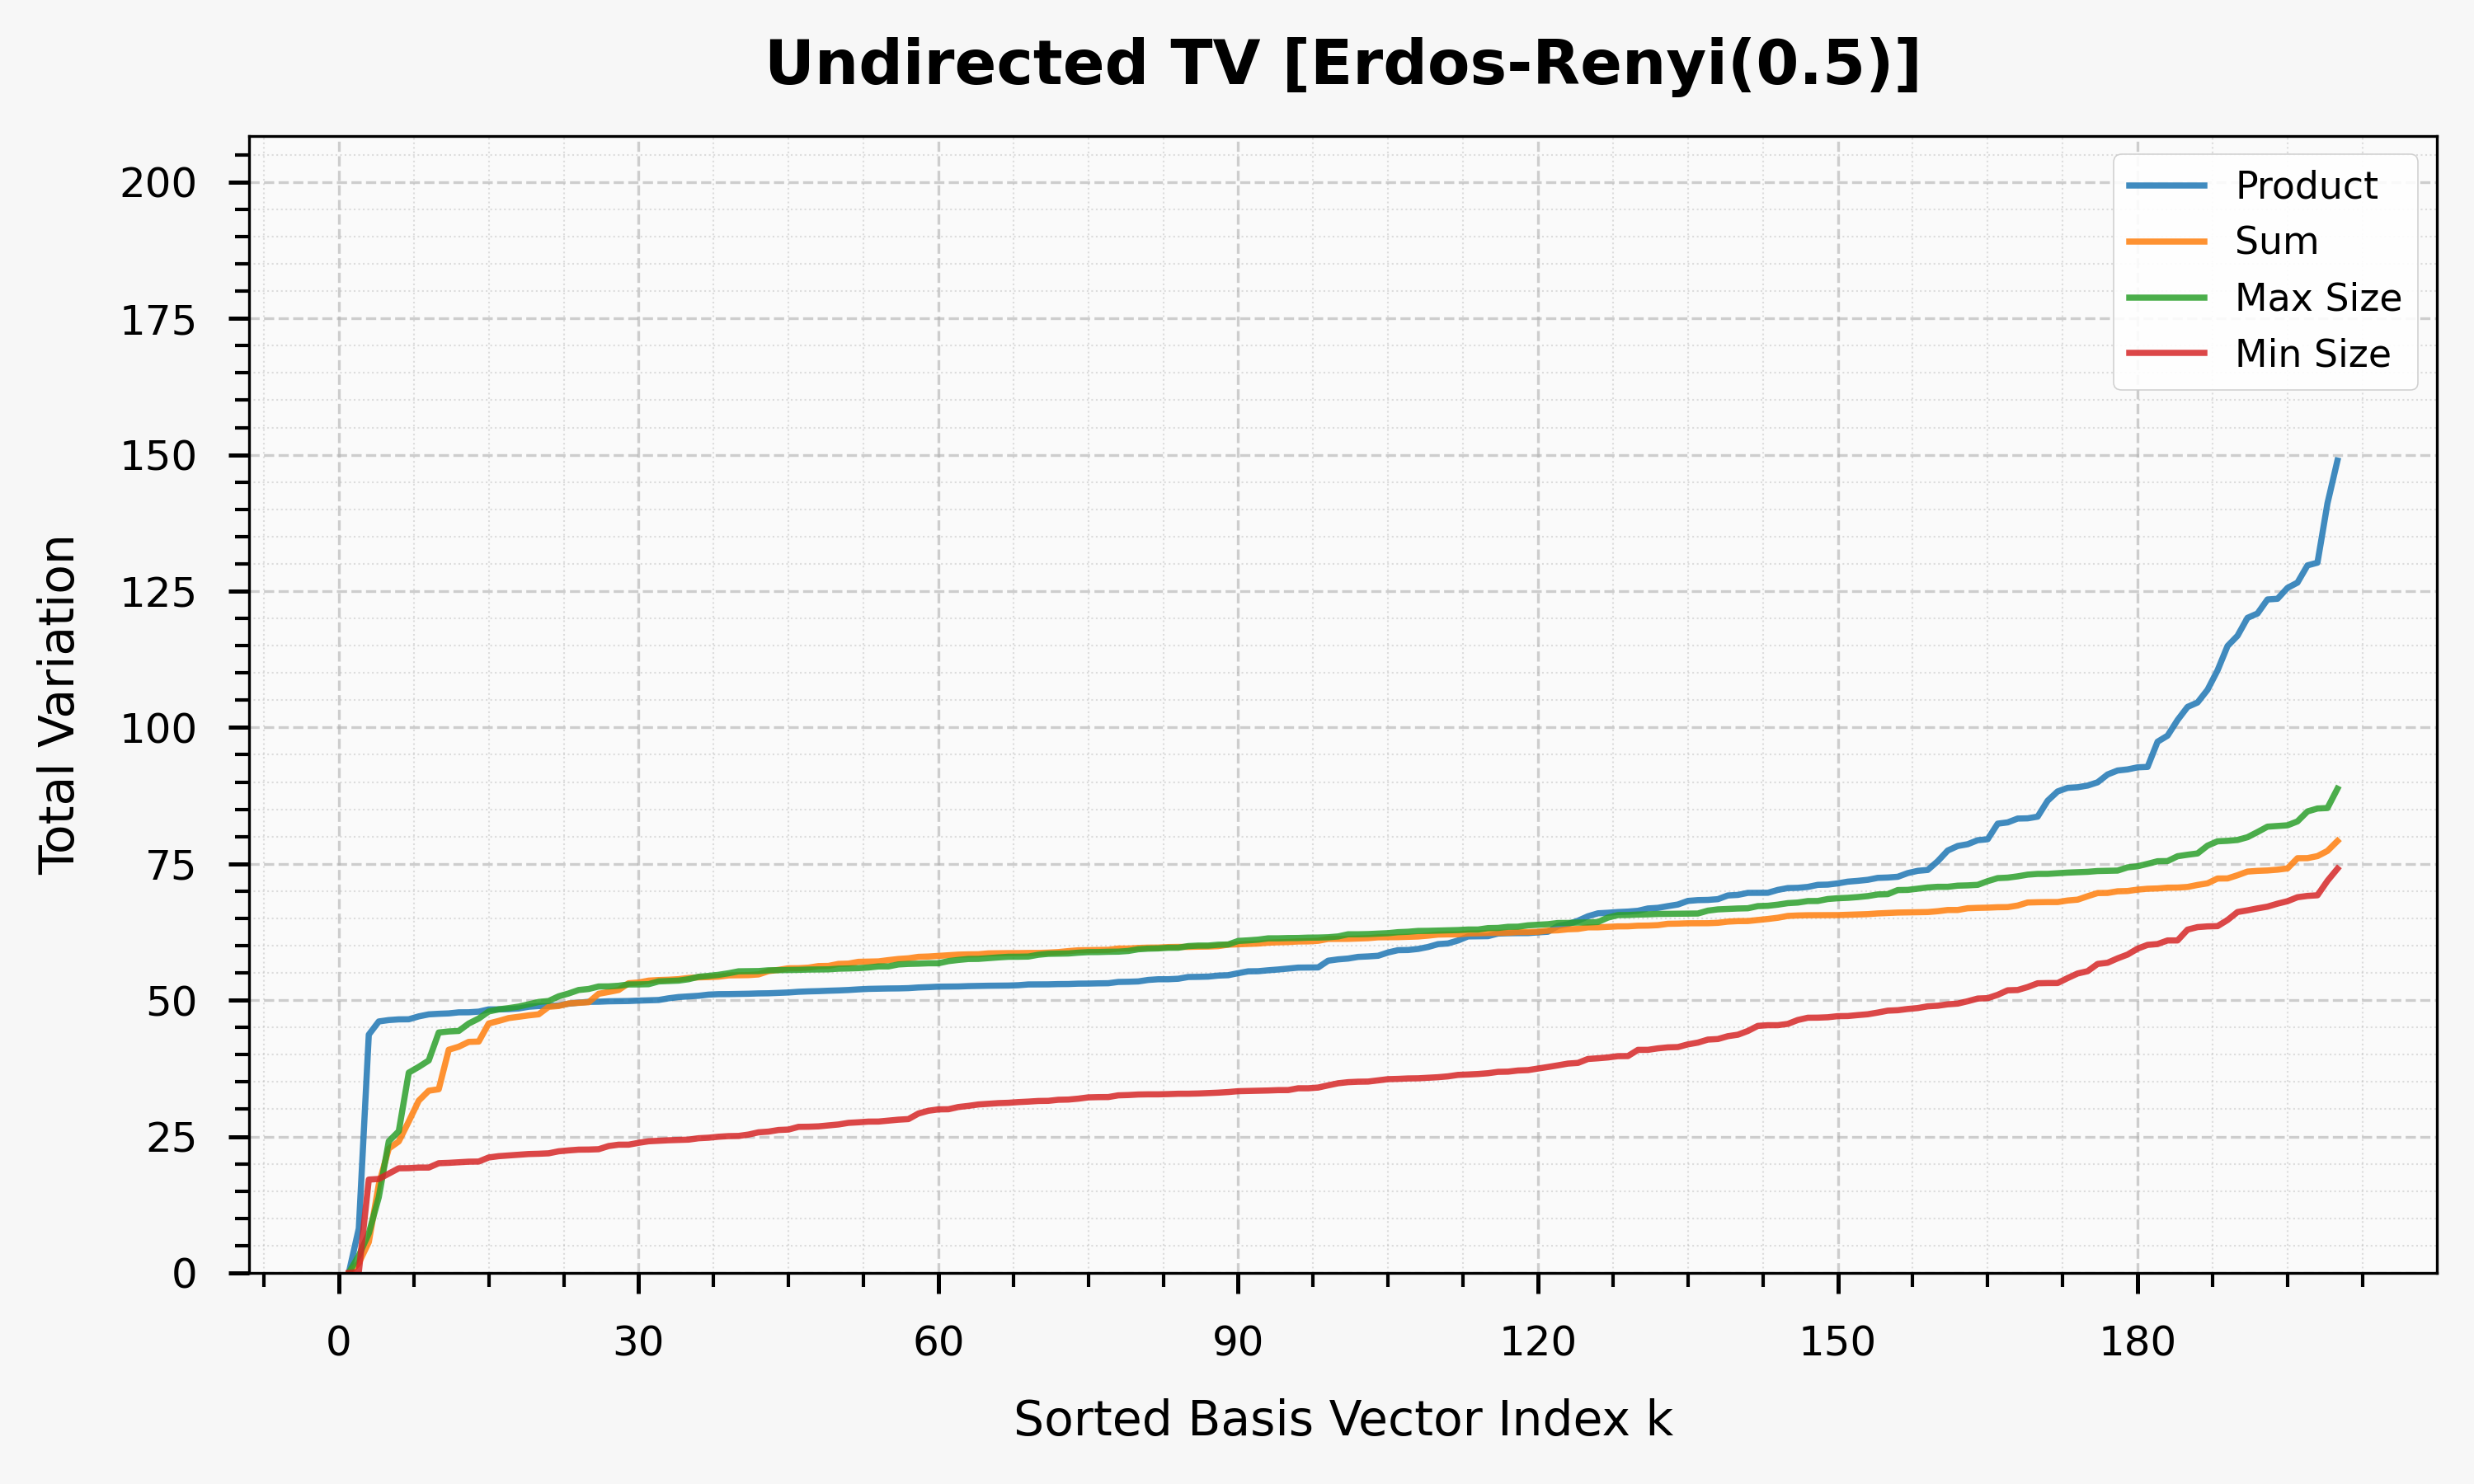 Undirected TV [Erdos-Renyi(0.5)]
Total Variation
200
175
150
125
100
75
50
25
0
Product
Sum
Max Size
Min Size
0 30 60 90 120 150 180
Sorted Basis Vector Index k